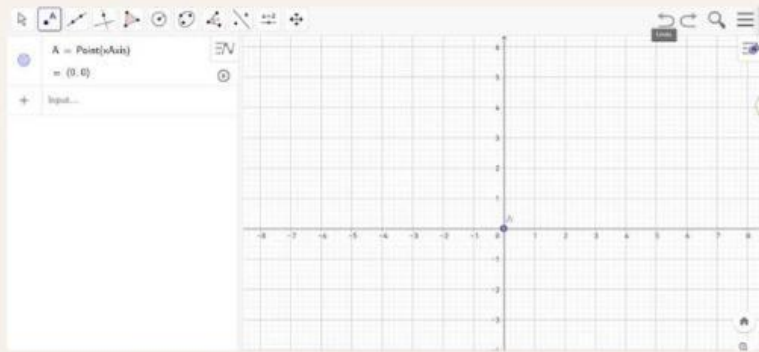 A = Point(xAxis)
= (0, 0)
+ Input...
Undo
6
5
4
3
2
1
A
-8 -7 -6 -5 -4 -3 -2 -1 0 1 2 3 4 5 6 7 8
-1
-2
-3